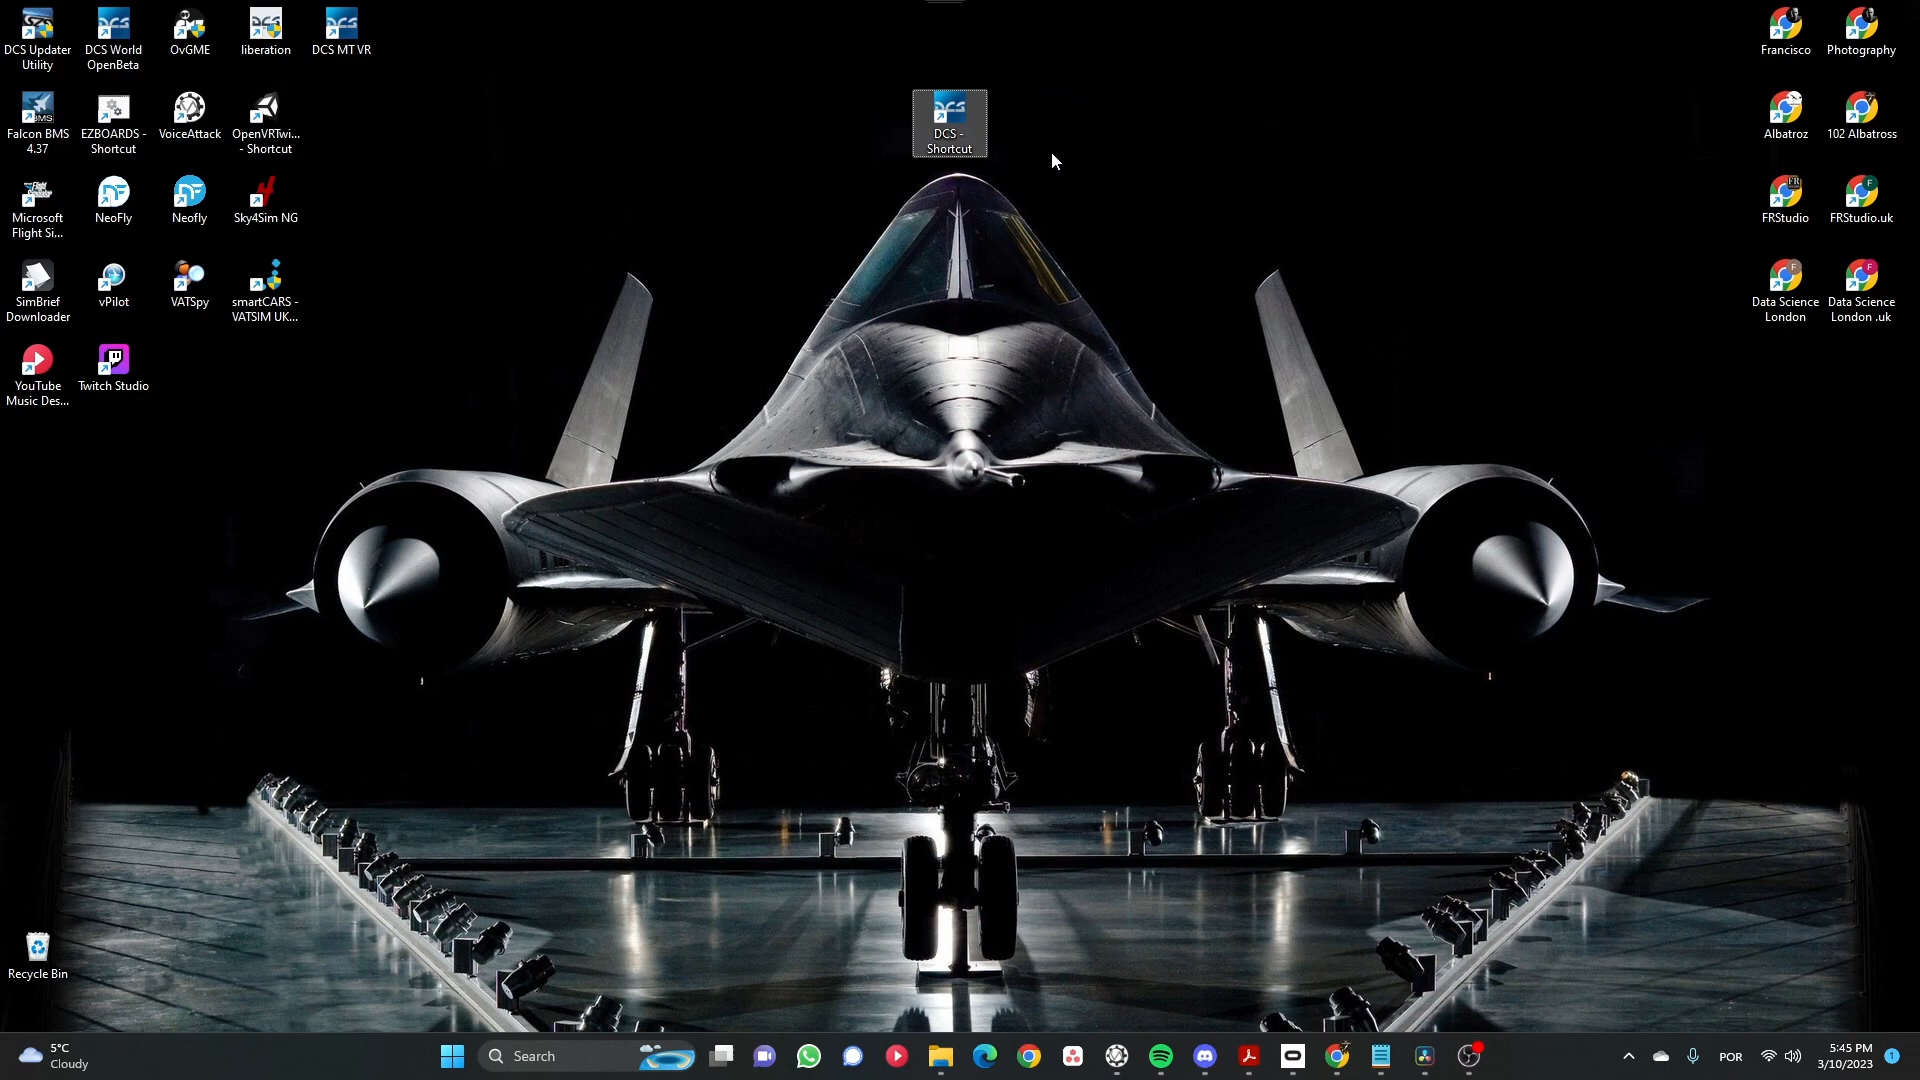 DCS Updater
Utility
DCS World
OpenBeta
OvGME
liberation
DCS MT VR
Falcon BMS
4.37
EZBOARDS -
Shortcut
VoiceAttack
OpenVRTwi...
- Shortcut
DCS -
Shortcut
Microsoft
Flight Si...
NeoFly
Neofly
Sky4Sim NG
SimBrief
Downloader
vPilot
VATSpy
smartCARS -
VATSIM UK...
YouTube
Music Des...
Twitch Studio
Francisco
Photography
Albatroz
102 Albatross
FRStudio
FRStudio.uk
Data Science
London
Data Science
London .uk
Recycle Bin
5°C
Cloudy
Search
POR
5:45 PM
3/10/2023
1